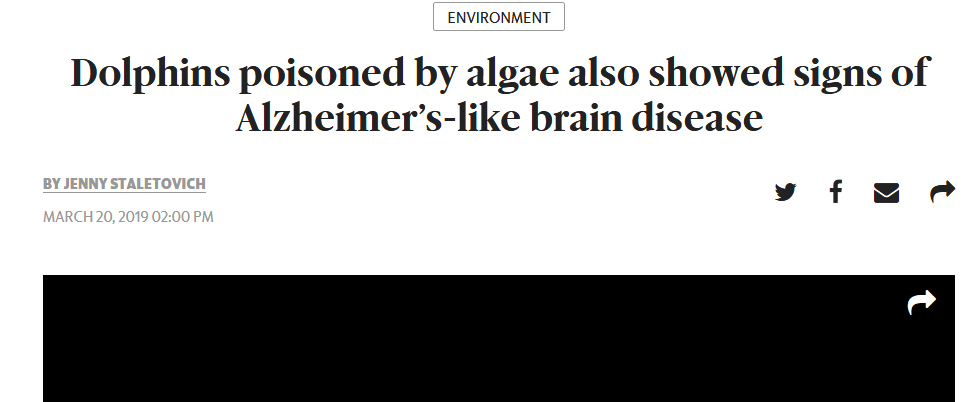 ENVIRONMENT
Dolphins poisoned by algae also showed signs of
Alzheimer’s-like brain disease
BY JENNY STALETOVICH
MARCH 20, 2019 02:00 PM